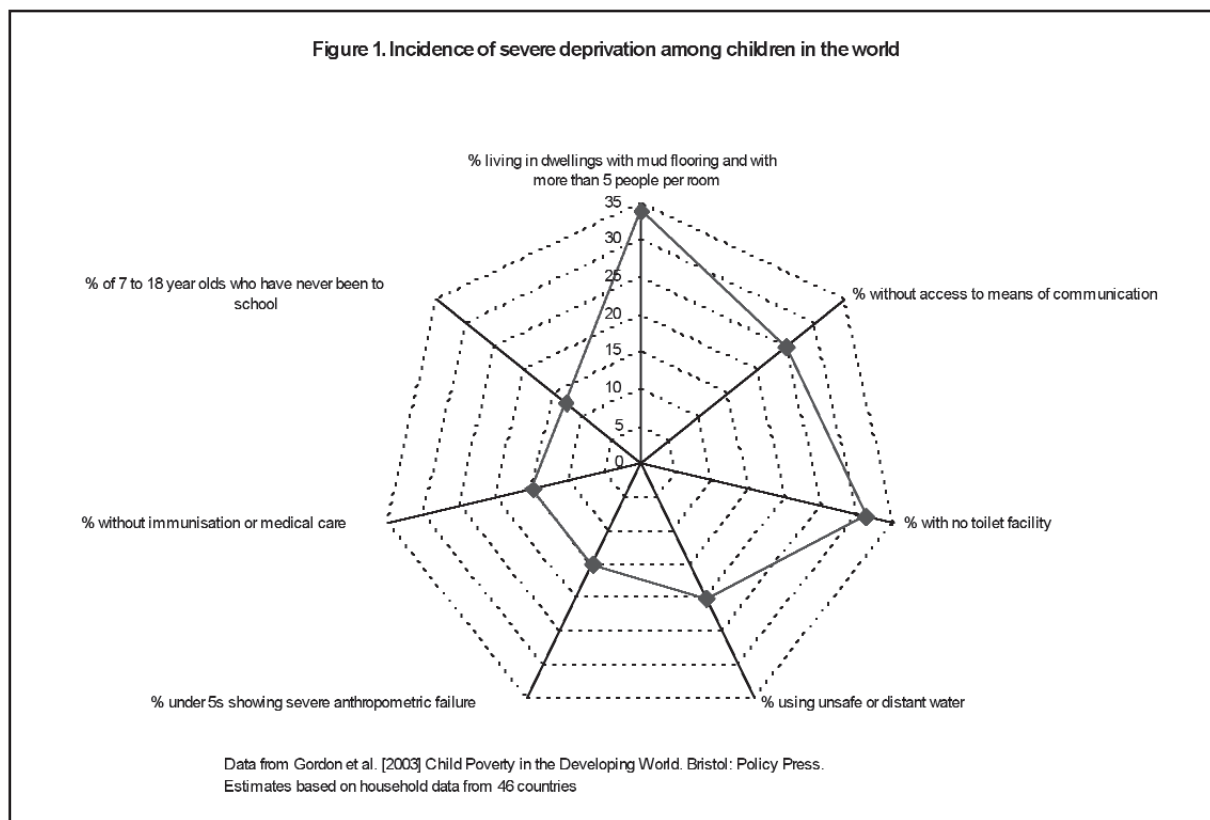 Figure 1. Incidence of severe deprivation among children in the world
% living in dwellings with mud flooring and with
more than 5 people per room
35
30
25
20
15
10
5
0
% of 7 to 18 year olds who have never been to
school
% without access to means of communication
% without immunisation or medical care
% with no toilet facility
% under 5s showing severe anthropometric failure
% using unsafe or distant water
Data from Gordon et al. [2003] Child Poverty in the Developing World. Bristol: Policy Press.
Estimates based on household data from 46 countries